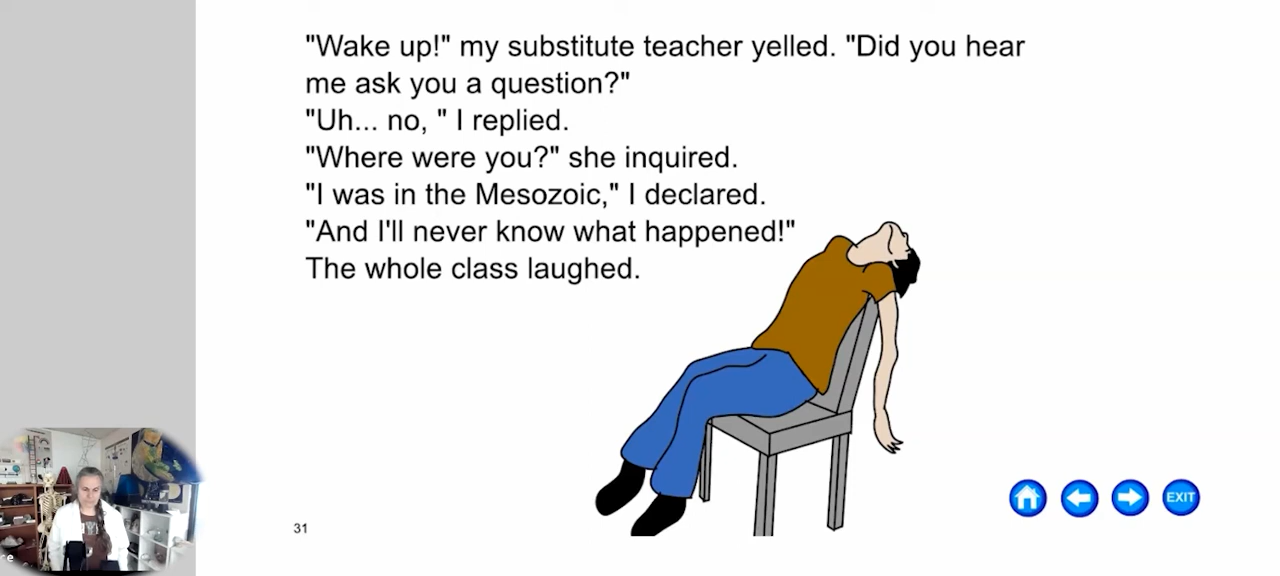 "Wake up!" my substitute teacher yelled. "Did you hear
me ask you a question?"
"Uh... no, " I replied.
"Where were you?" she inquired.
"I was in the Mesozoic," I declared.
"And I'll never know what happened!"
The whole class laughed.
31
EXIT
ce